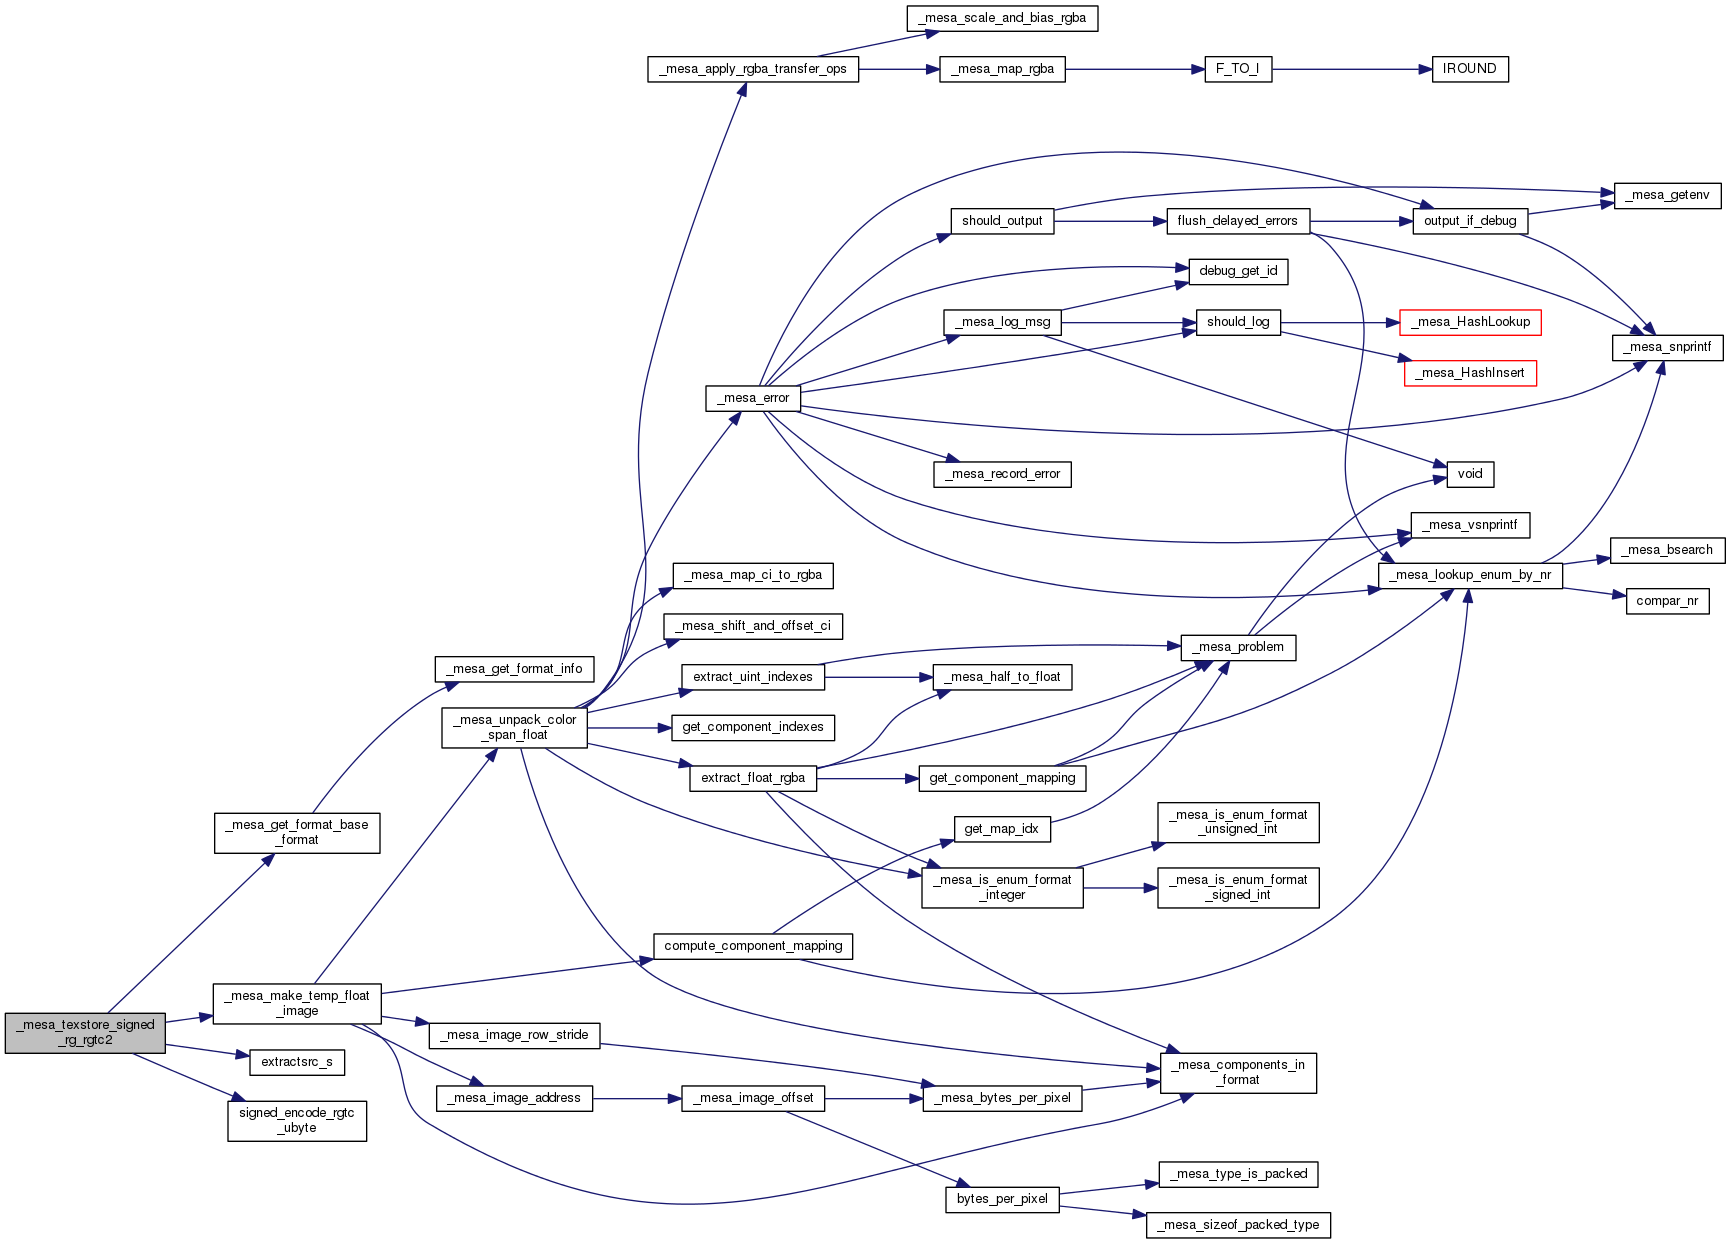 _mesa_scale_and_bias_rgba
_mesa_apply_rgba_transfer_ops
_mesa_map_rgba
F_TO_I
IROUND
_mesa_getenv
should_output
flush_delayed_errors
output_if_debug
debug_get_id
_mesa_log_msg
should_log
_mesa_HashLookup
_mesa_snprintf
_mesa_HashInsert
_mesa_error
_mesa_record_error
void
_mesa_vsnprintf
_mesa_bsearch
_mesa_map_ci_to_rgba
_mesa_lookup_enum_by_nr
compar_nr
_mesa_shift_and_offset_ci
_mesa_problem
_mesa_get_format_info
extract_uint_indexes
_mesa_half_to_float
_mesa_unpack_color
_span_float
get_component_indexes
extract_float_rgba
get_component_mapping
_mesa_get_format_base
_format
get_map_idx
_mesa_is_enum_format
_unsigned_int
_mesa_is_enum_format
_integer
_mesa_is_enum_format
_signed_int
compute_component_mapping
_mesa_make_temp_float
_image
_mesa_texstore_signed
_rg_rgtc2
_mesa_image_row_stride
extractsrc_s
_mesa_components_in
_format
_mesa_image_address
_mesa_image_offset
_mesa_bytes_per_pixel
signed_encode_rgtc
_ubyte
_mesa_type_is_packed
bytes_per_pixel
_mesa_sizeof_packed_type